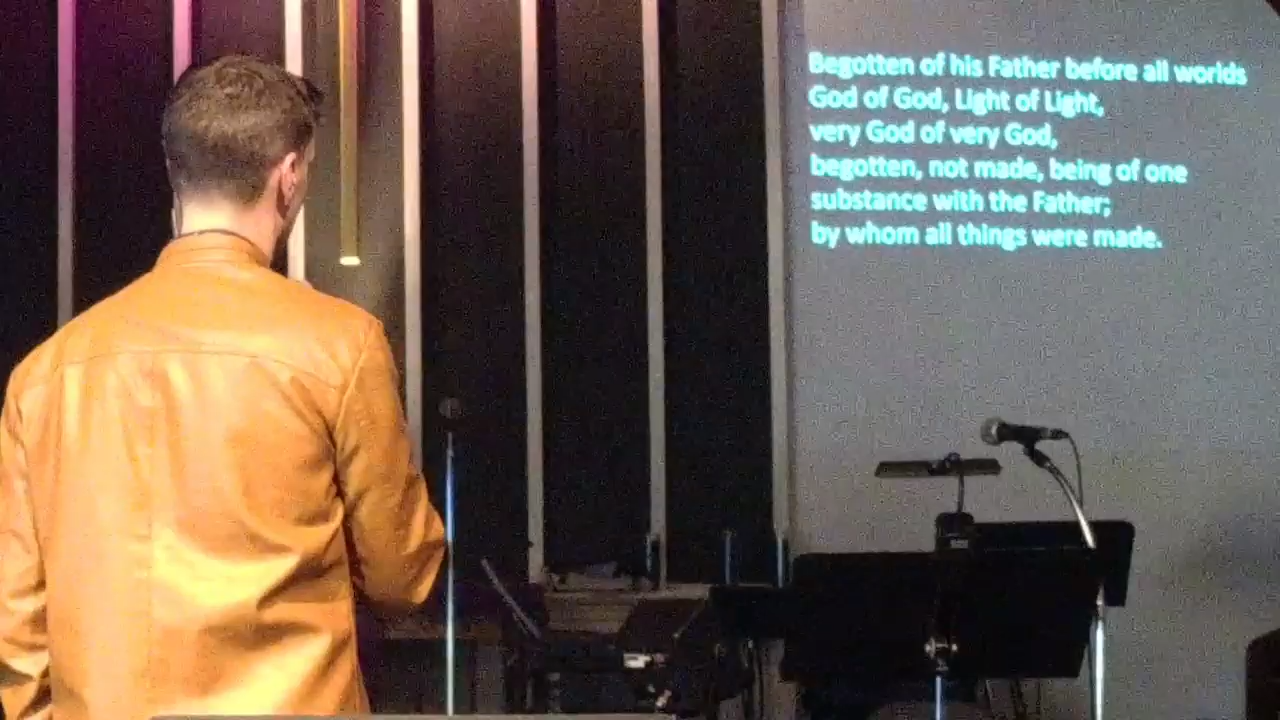 Begotten of his Father before all worlds
God of God, Light of Light,
very God of very God,
begotten, not made, being of one
substance with the Father;
by whom all things were made.